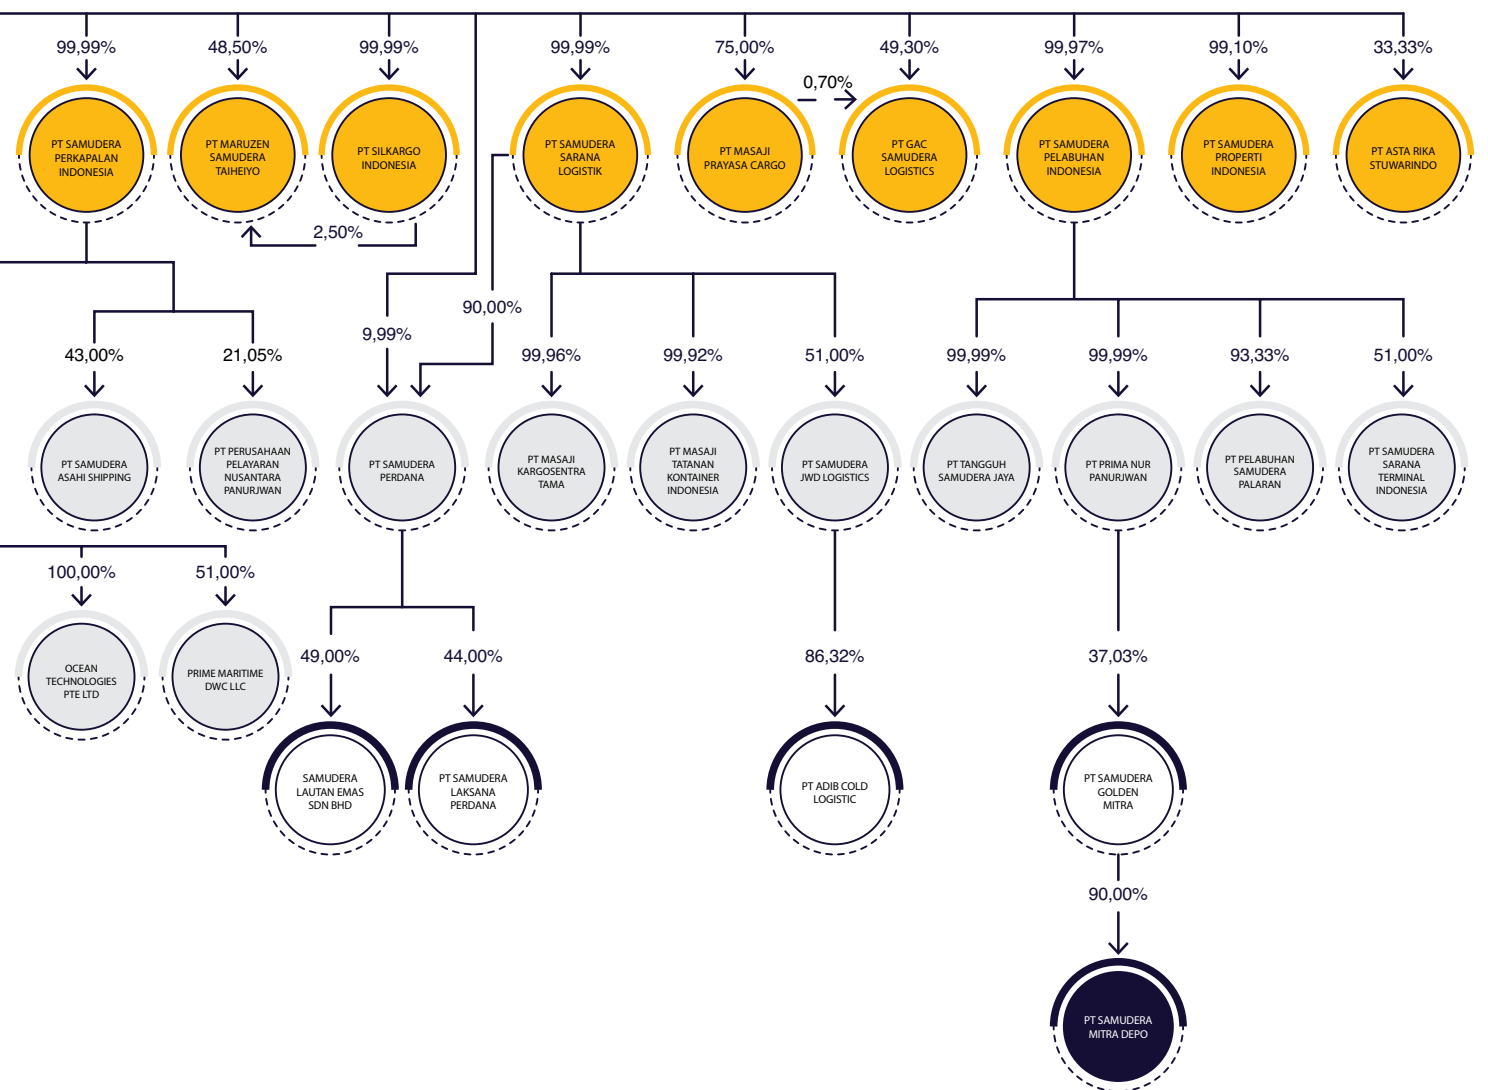 99,99%
48,50%
99,99%
99,99%
75,00%
49,30%
99,97%
99,10%
33,33%
0,70%
PT SAMUDERA
PERKAPALAN
INDONESIA
PT MARUZEN
SAMUDERA
TAIHEIYO
PT SILKARGO
INDONESIA
PT SAMUDERA
SARANA
LOGISTIK
PT MASAJI
PRAYASA CARGO
PT GAC
SAMUDERA
LOGISTICS
PT SAMUDERA
PELABUHAN
INDONESIA
PT SAMUDERA
PROPERTI
INDONESIA
PT ASTA RIKA
STUWARINDO
2,50%
90,00%
9,99%
43,00%
21,05%
99,96%
99,92%
51,00%
99,99%
99,99%
93,33%
51,00%
PT SAMUDERA
ASAHI SHIPPING
PT PERUSAHAAN
PELAYARAN
NUSANTARA
PANURJWAN
PT SAMUDERA
PERDANA
PT MASAJI
KARGOSENTRA
TAMA
PT MASAJI
TATANAN
KONTAINER
INDONESIA
PT SAMUDERA
JWD LOGISTICS
PT TANGGUH
SAMUDERA JAYA
PT PRIMA NUR
PANURJWAN
PT PELABUHAN
SAMUDERA
PALARAN
PT SAMUDERA
SARANA
TERMINAL
INDONESIA
100,00%
51,00%
OCEAN
TECHNOLOGIES
PTE LTD
PRIME MARITIME
DWC LLC
49,00%
44,00%
86,32%
37,03%
SAMUDERA
LAUTAN EMAS
SDN BHD
PT SAMUDERA
LAKSANA
PERDANA
PT ADIB COLD
LOGISTIC
PT SAMUDERA
GOLDEN
MITRA
90,00%
PT SAMUDERA
MITRA DEPO